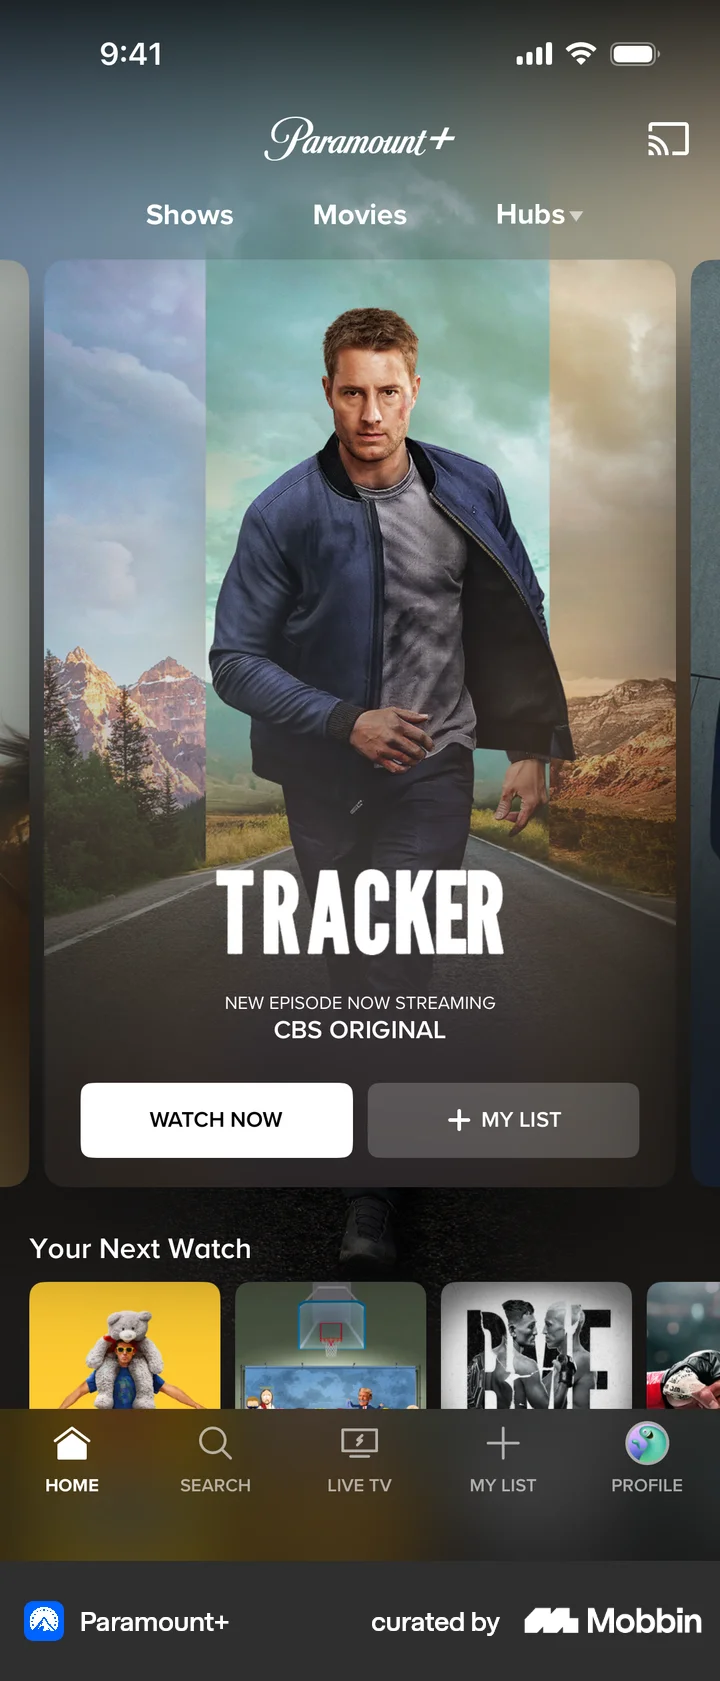 9:41
Paramount+
Shows Movies Hubs
TRACKER
NEW EPISODE NOW STREAMING
CBS ORIGINAL
WATCH NOW + MY LIST
Your Next Watch
HOME SEARCH LIVE TV MY LIST PROFILE
Paramount+ curated by Mobbin